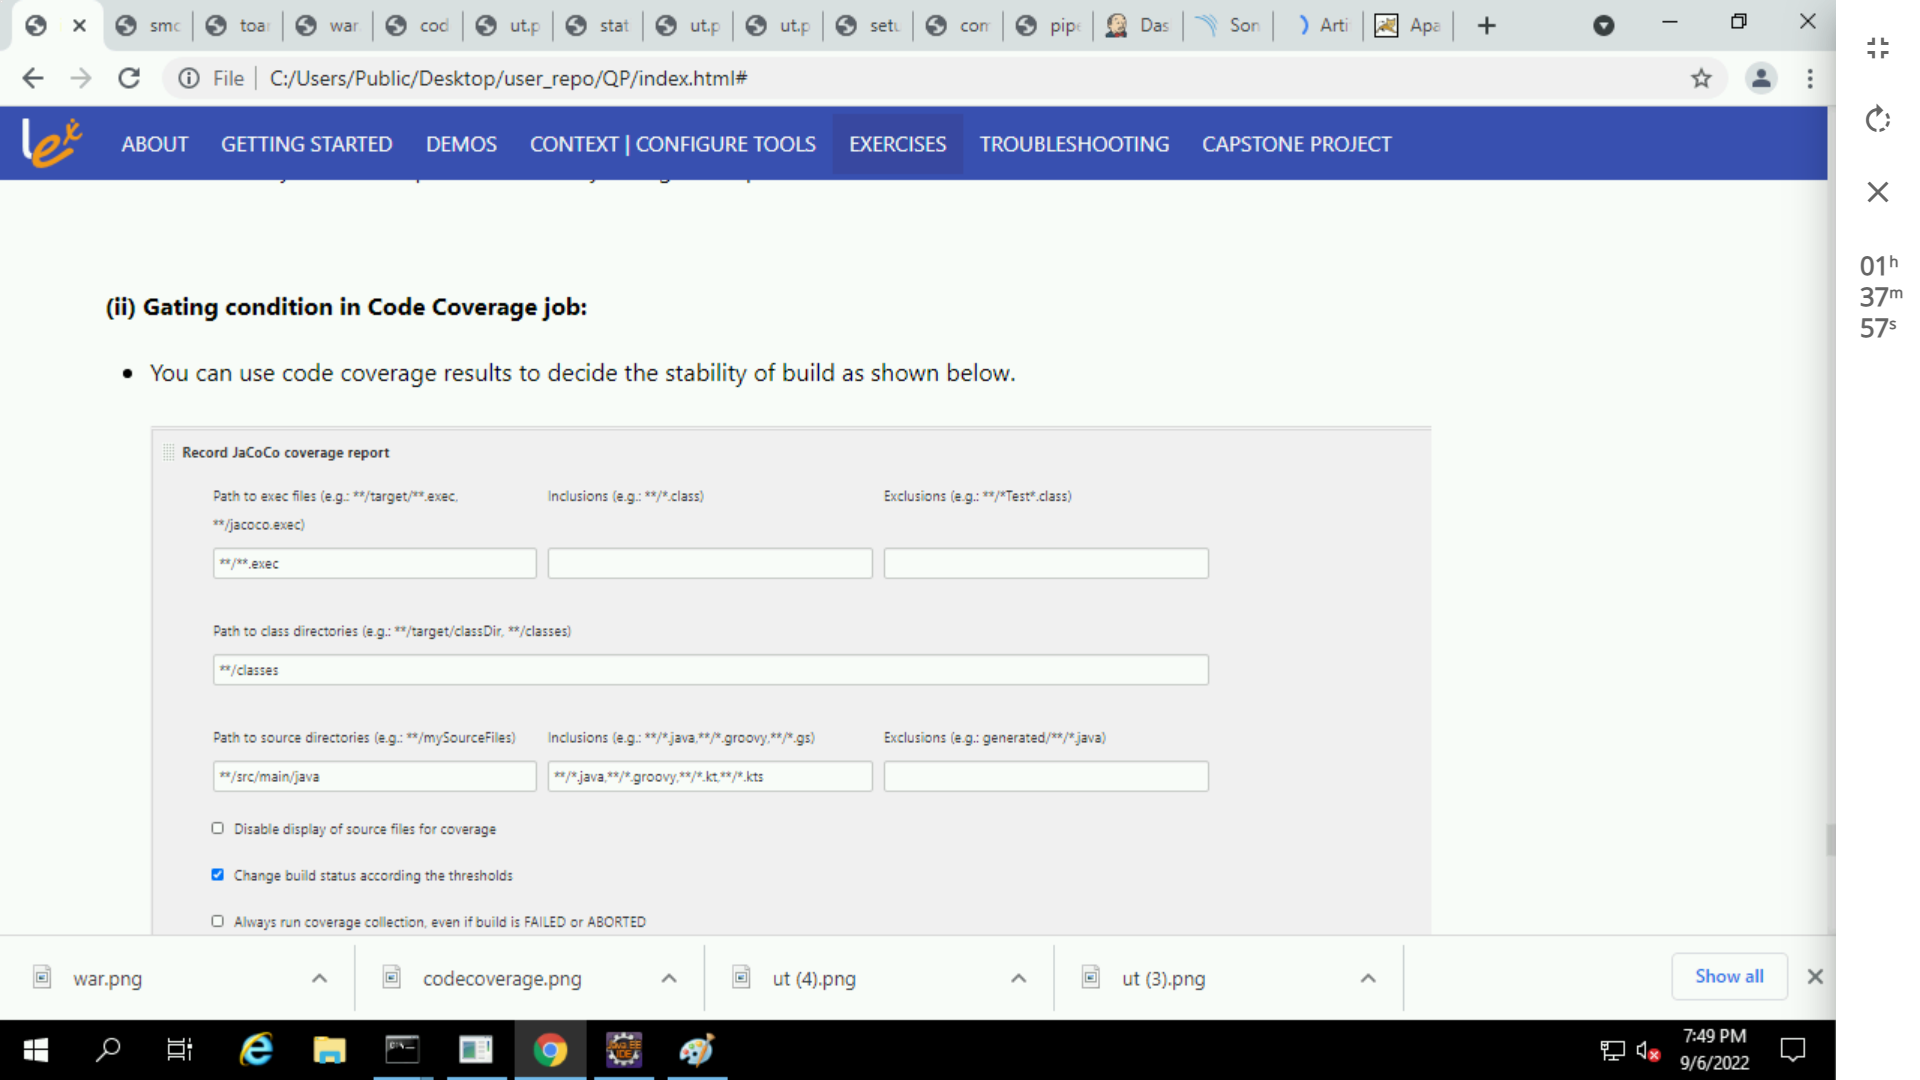 smc
toar
war
cod
ut.p
stat
ut.p
ut.p
setu
com
pipe
Das
Son
Arti
Apa
File
C:/Users/Public/Desktop/user_repo/QP/index.html#
01h
37m
57s
lex
ABOUT
GETTING STARTED
DEMOS
CONTEXT | CONFIGURE TOOLS
EXERCISES
TROUBLESHOOTING
CAPSTONE PROJECT
(ii) Gating condition in Code Coverage job:
• You can use code coverage results to decide the stability of build as shown below.
Record JaCoCo coverage report
Path to exec files (e.g.: **/target/**.exec, **/jacoco.exec)
Inclusions (e.g.: **/*.class)
Exclusions (e.g.: **/*Test*.class)
**/**.exec
Path to class directories (e.g.: **/target/classDir, **/classes)
**/classes
Path to source directories (e.g.: **/mySourceFiles)
Inclusions (e.g.: **/*.java,**/*.groovy,**/*.gs)
Exclusions (e.g.: generated/**/*.java)
**/src/main/java
**/*.java,**/*.groovy,**/*.kt,**/*.kts
Disable display of source files for coverage
Change build status according the thresholds
Always run coverage collection, even if build is FAILED or ABORTED
war.png
codecoverage.png
ut (4).png
ut (3).png
Show all
Java EE
IDE
7:49 PM
9/6/2022